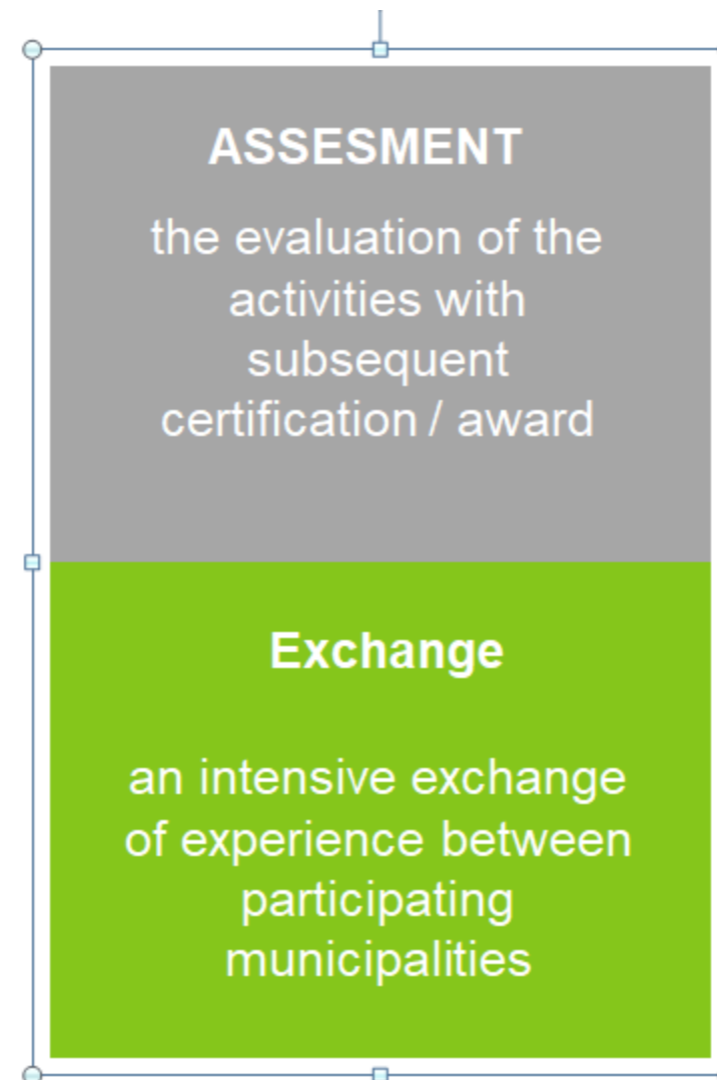 ASSESMENT
the evaluation of the
activities with
subsequent
certification / award
Exchange
an intensive exchange
of experience between
participating
municipalities